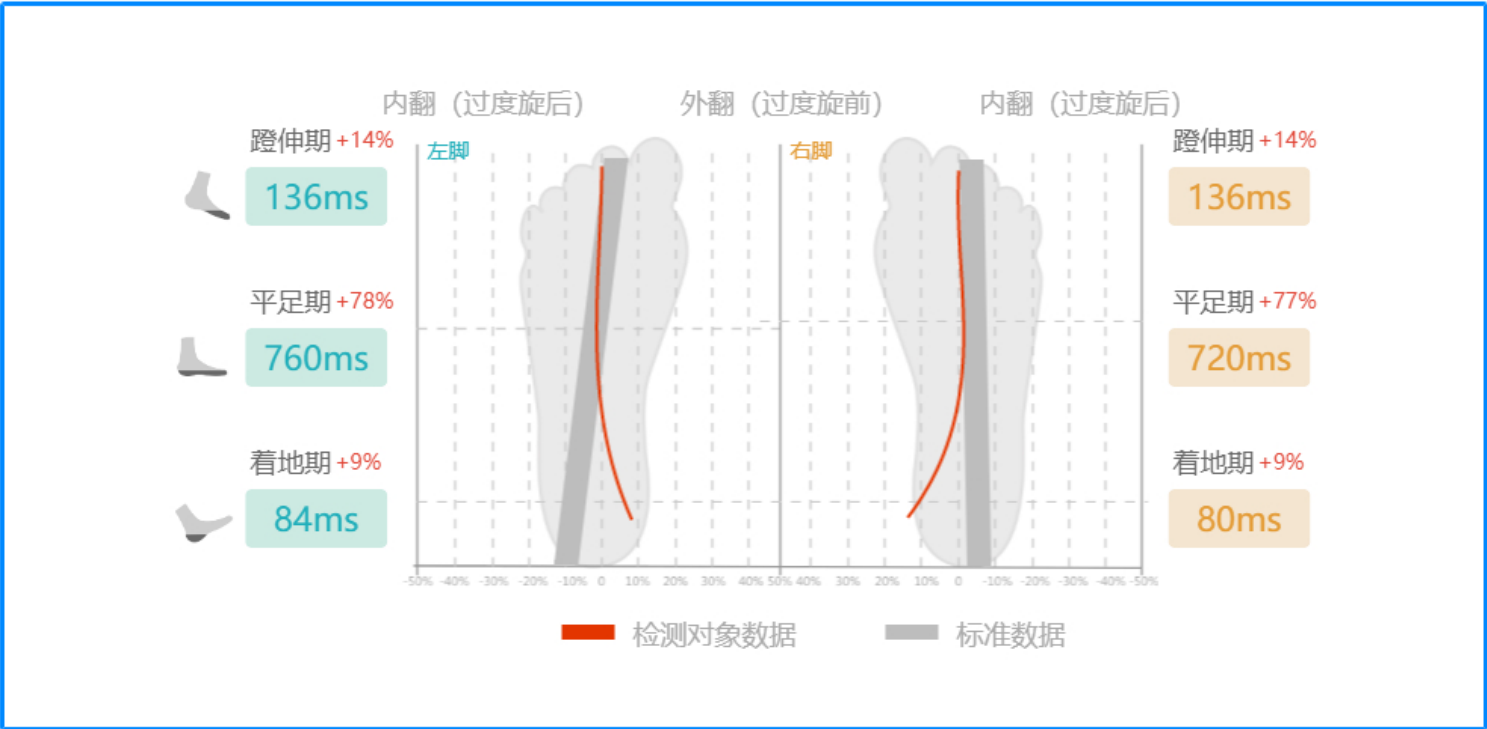 内翻（过度旋后） 外翻（过度旋前） 内翻（过度旋后）
蹬伸期 +14%
136ms
平足期 +78%
760ms
着地期 +9%
84ms
左脚
右脚
蹬伸期 +14%
136ms
平足期 +77%
720ms
着地期 +9%
80ms
-50% -40% -30% -20% -10% 0 10% 20% 30% 40% 50% 40% 30% 20% 10% 0 -10% -20% -30% -40% -50%
检测对象数据 标准数据